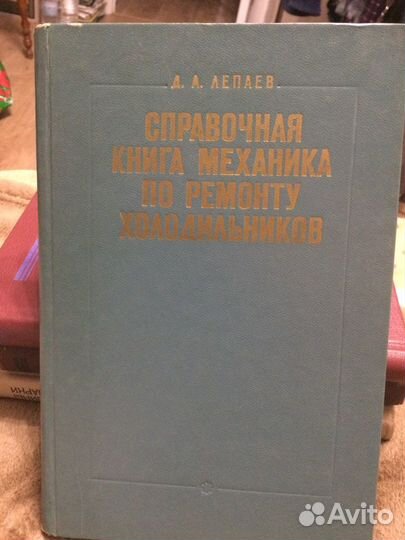 Д. А. ЛЕПАЕВ
СПРАВОЧНАЯ
КНИГА МЕХАНИКА
ПО РЕМОНТУ
ХОЛОДИЛЬНИКОВ
Avito